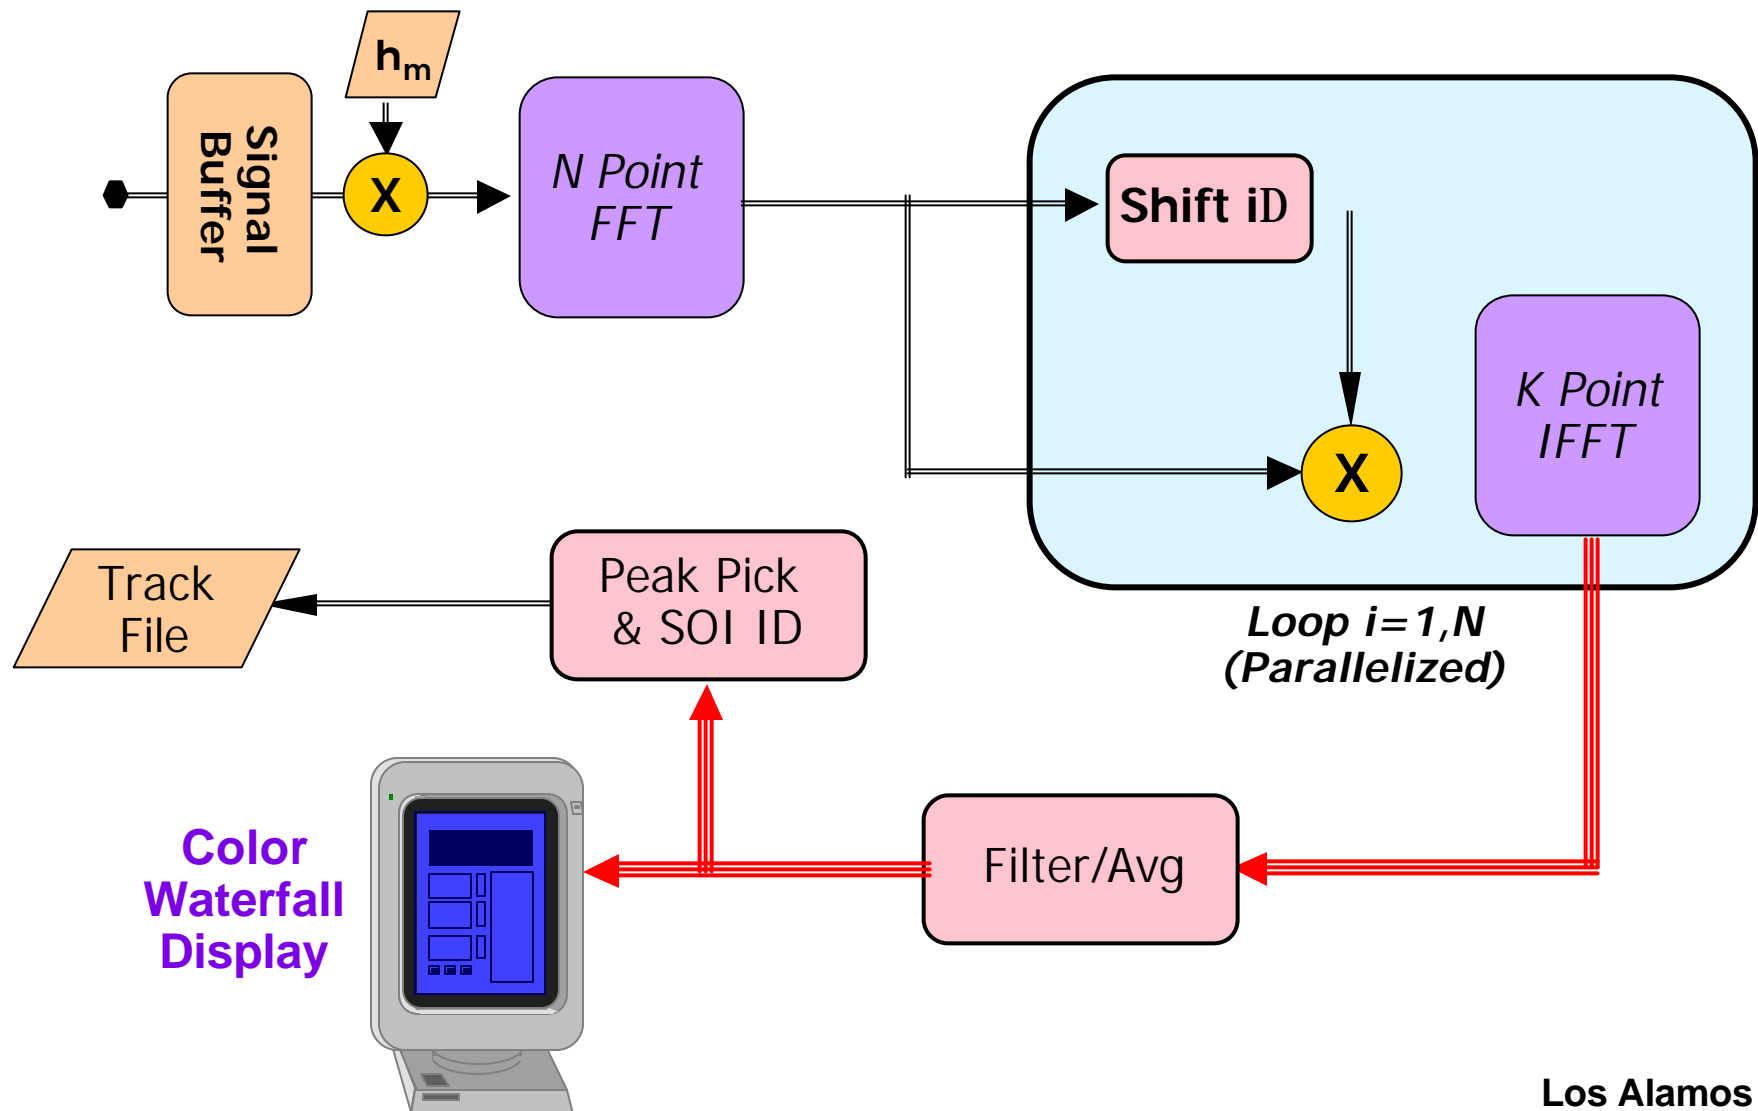 h_m
Signal
Buffer
X
N Point
FFT
Shift iD
X
K Point
IFFT
Loop i=1,N
(Parallelized)
Track
File
Peak Pick
& SOI ID
Filter/Avg
Color
Waterfall
Display
Los Alamos